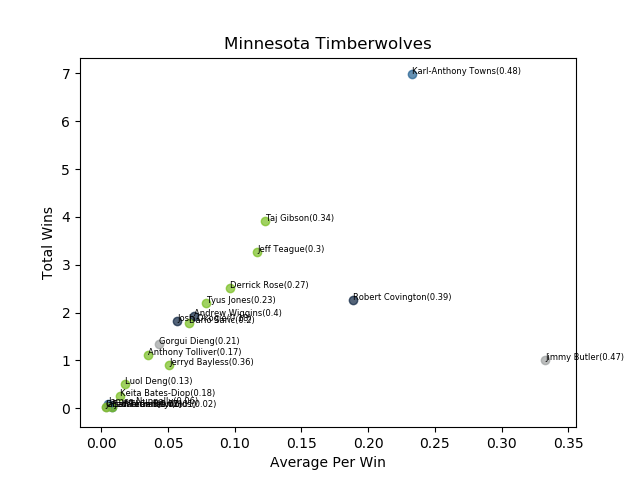 Minnesota Timberwolves
Total Wins
7
6
5
4
3
2
1
0
Karl-Anthony Towns(0.48)
Taj Gibson(0.34)
Jeff Teague(0.3)
Derrick Rose(0.27)
Robert Covington(0.39)
Tyus Jones(0.23)
Andrew Wiggins(0.4)
Gorgui Dieng(0.21)
Anthony Tolliver(0.17)
Jerryd Bayless(0.36)
Jimmy Butler(0.47)
Luol Deng(0.13)
Keita Bates-Diop(0.18)
0.00 0.05 0.10 0.15 0.20 0.25 0.30 0.35
Average Per Win